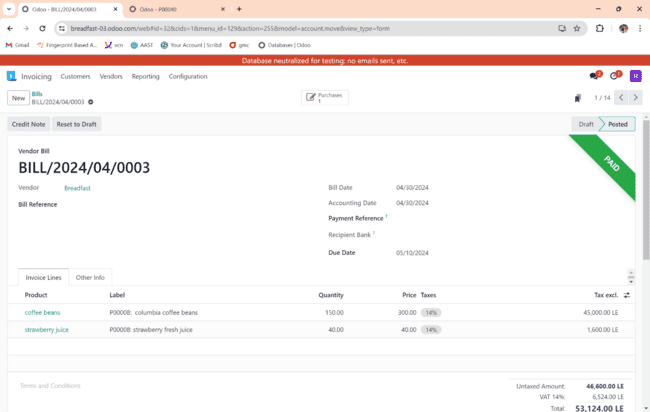 Odoo - BILL/2024/04/0003
Odoo - P00040
breadfast-03.odoo.com/web#id=32&cids=1&menu_id=129&action=255&model=account.move&view_type=form
Gmail
Fingerprint Based A...
vcn
AAST
Your Account | Scribd
gmc
Databases | Odoo
Database neutralized for testing: no emails sent, etc.
Invoicing
Customers
Vendors
Reporting
Configuration
R
New
Bills
BILL/2024/04/0003
Purchases
1
1 / 14
Credit Note
Reset to Draft
Draft
Posted
PAID
Vendor Bill
BILL/2024/04/0003
Vendor
Breadfast
Bill Reference
Bill Date
04/30/2024
Accounting Date
04/30/2024
Payment Reference ?
Recipient Bank ?
Due Date
05/10/2024
Invoice Lines
Other Info
Product Label Quantity Price Taxes Tax excl.
coffee beans P00008: columbia coffee beans 150.00 300.00 14% 45,000.00 LE
strawberry juice P00008: strawberry fresh juice 40.00 40.00 14% 1,600.00 LE
Terms and Conditions
Untaxed Amount: 46,600.00 LE
VAT 14%: 6,524.00 LE
Total: 53,124.00 LE